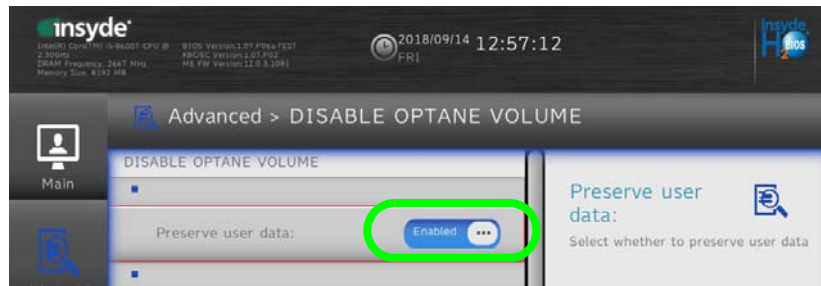 insyde®
Intel(R) Core(TM) i5-8600T CPU @
2.30GHz
DRAM Frequency: 2667 MHz
Memory Size: 8192 MB
BIOS Version:1.07.P06a-TEST
KBC/EC Version:1.07.P02
ME FW Version:12.0.3.1091
2018/09/14 12:57:12
FRI
insyde
H2O BIOS
Advanced > DISABLE OPTANE VOLUME
Main
DISABLE OPTANE VOLUME
Preserve user data:
Enabled
Preserve user
data:
Select whether to preserve user data